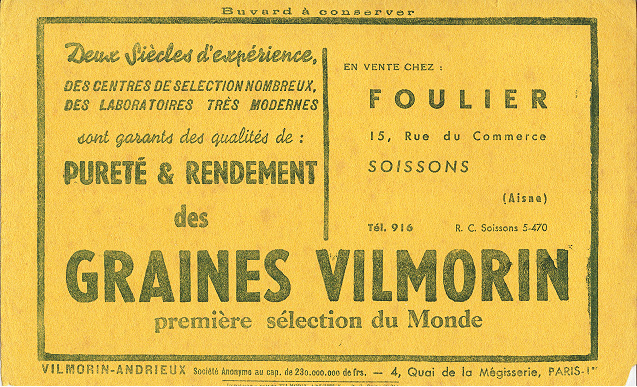 Buvard à conserver
Deux Siècles d'expérience,
DES CENTRES DE SELECTION NOMBREUX,
DES LABORATOIRES TRÈS MODERNES
sont garants des qualités de :
PURETÉ & RENDEMENT
des
EN VENTE CHEZ :
FOULIER
15, Rue du Commerce
SOISSONS
(Aisne)
Tél. 916 R. C. Soissons 5-470
GRAINES VILMORIN
première sélection du Monde
VILMORIN-ANDRIEUX Société Anonyme au cap. de 230.000.000 de frs. — 4, Quai de la Mégisserie, PARIS-1